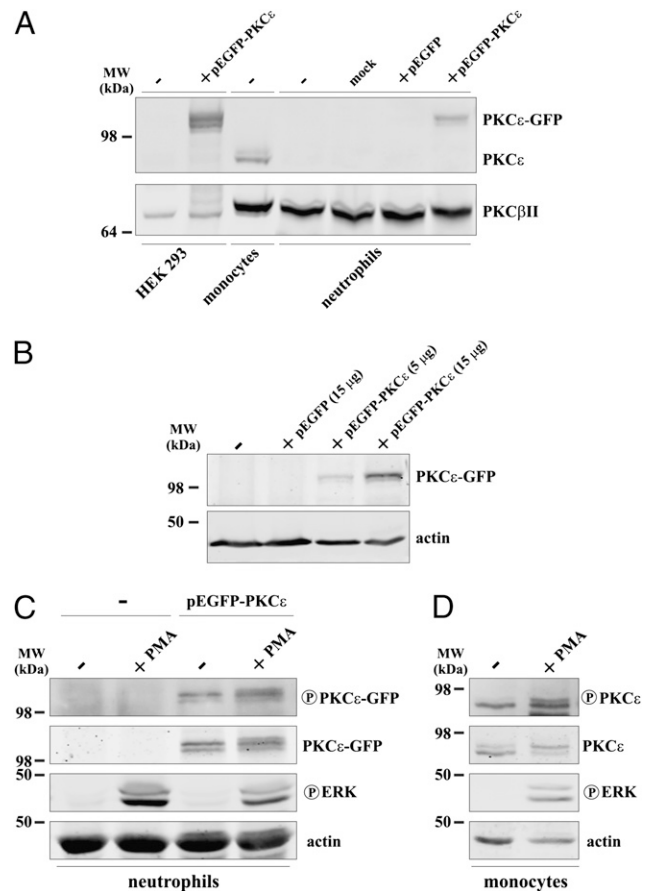 A
MW
(kDa)
-
+ pEGFP-PKCε
-
-
mock
+ pEGFP
+ pEGFP-PKCε
98
PKCε-GFP
PKCε
64
PKCβII
HEK 293
monocytes
neutrophils
B
MW
(kDa)
-
+ pEGFP (15 μg)
+ pEGFP-PKCε (5 μg)
+ pEGFP-PKCε (15 μg)
98
PKCε-GFP
50
actin
C
-
pEGFP-PKCε
MW
(kDa)
-
+ PMA
-
+ PMA
98
Ⓟ PKCε-GFP
98
PKCε-GFP
50
Ⓟ ERK
50
actin
neutrophils
D
MW
(kDa)
-
+ PMA
98
Ⓟ PKCε
98
PKCε
50
Ⓟ ERK
50
actin
monocytes